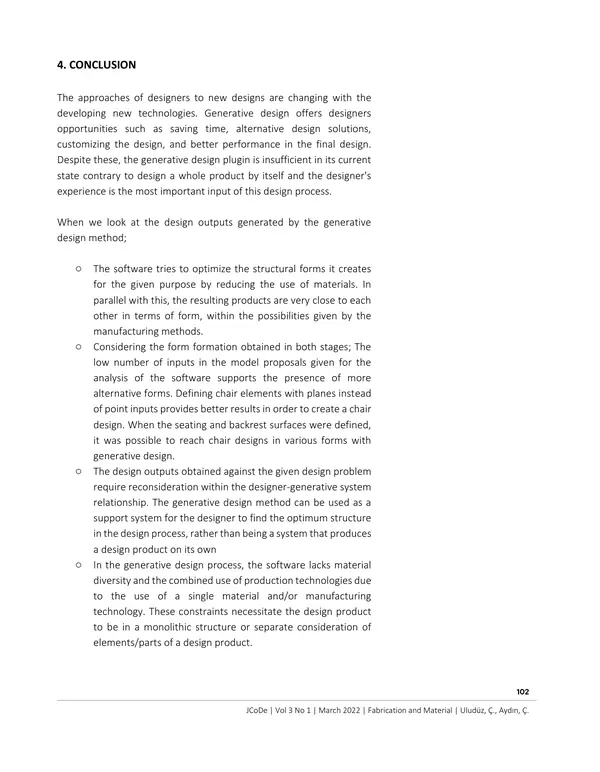 4. CONCLUSION
The approaches of designers to new designs are changing with the
developing new technologies. Generative design offers designers
opportunities such as saving time, alternative design solutions,
customizing the design, and better performance in the final design.
Despite these, the generative design plugin is insufficient in its current
state contrary to design a whole product by itself and the designer's
experience is the most important input of this design process.
When we look at the design outputs generated by the generative
design method;
○ The software tries to optimize the structural forms it creates
for the given purpose by reducing the use of materials. In
parallel with this, the resulting products are very close to each
other in terms of form, within the possibilities given by the
manufacturing methods.
○ Considering the form formation obtained in both stages; The
low number of inputs in the model proposals given for the
analysis of the software supports the presence of more
alternative forms. Defining chair elements with planes instead
of point inputs provides better results in order to create a chair
design. When the seating and backrest surfaces were defined,
it was possible to reach chair designs in various forms with
generative design.
○ The design outputs obtained against the given design problem
require reconsideration within the designer-generative system
relationship. The generative design method can be used as a
support system for the designer to find the optimum structure
in the design process, rather than being a system that produces
a design product on its own
○ In the generative design process, the software lacks material
diversity and the combined use of production technologies due
to the use of a single material and/or manufacturing
technology. These constraints necessitate the design product
to be in a monolithic structure or separate consideration of
elements/parts of a design product.
102
JCoDe | Vol 3 No 1 | March 2022 | Fabrication and Material | Uludüz, Ç., Aydın, Ç.